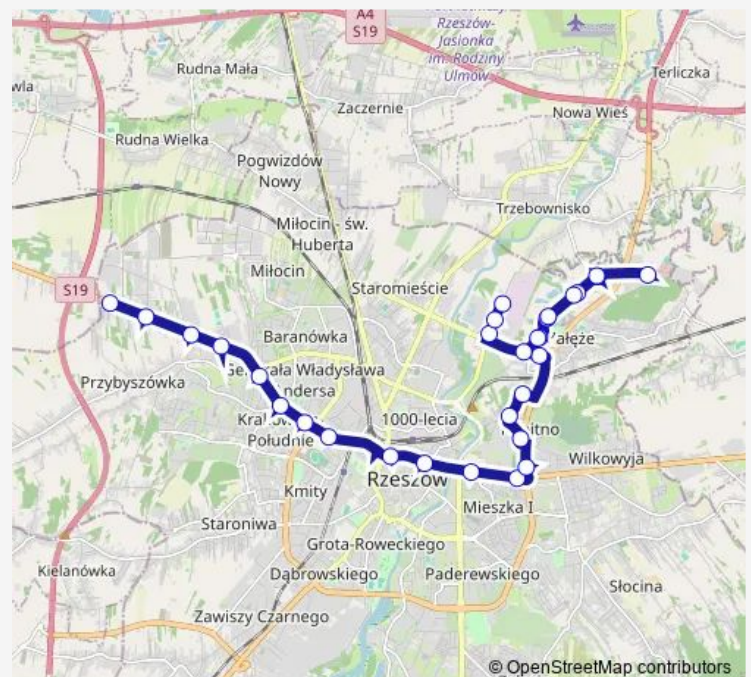 A4
S19
Rzeszów-
Jasionka
im. Rodziny
Ulmów
Rudna Mała
Terliczka
wla
Zaczernie
Nowa Wieś
Rudna Wielka
Pogwizdów
Nowy
Trzebownisko
Miłocin - św.
Huberta
Miłocin
S19
Staromieście
Baranówka
Załęże
Przybyszówka
Generała Władysława
Andersa
1000-lecia
Południe
Wilkowyja
Rzeszów
Kmity
Mieszka I
Staroniwa
Grota-Roweckiego
Kielanówka
Dąbrowskiego
Paderewskiego
Słocina
Zawiszy Czarnego
© OpenStreetMap contributors